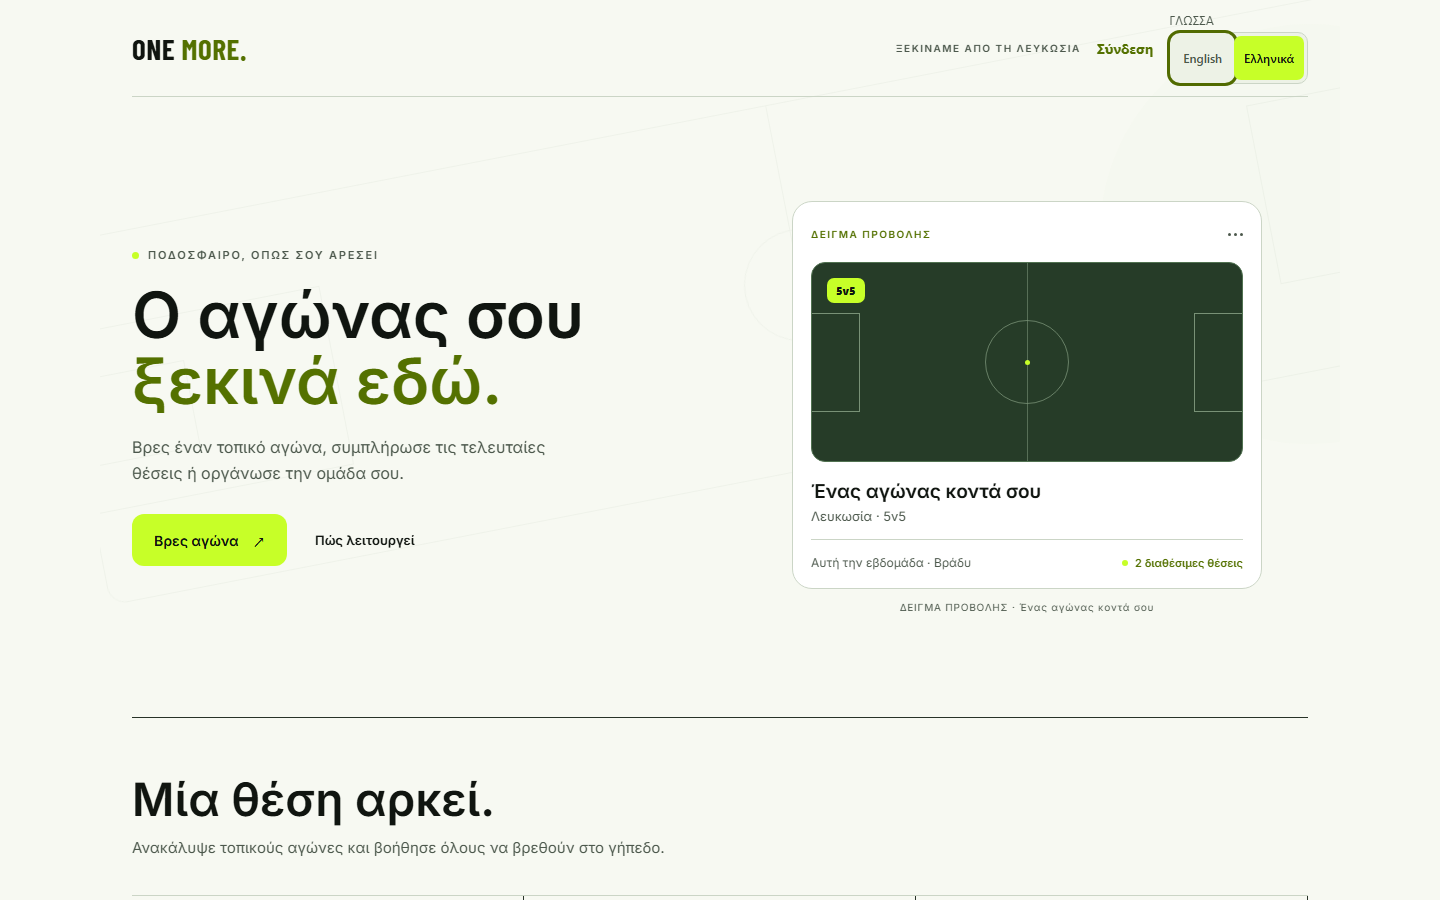 ΓΛΩΣΣΑ
ONE MORE.
ΞΕΚΙΝΑΜΕ ΑΠΟ ΤΗ ΛΕΥΚΩΣΙΑ
Σύνδεση
English
Ελληνικά
ΠΟΔΟΣΦΑΙΡΟ, ΟΠΩΣ ΣΟΥ ΑΡΕΣΕΙ
Ο αγώνας σου
ξεκινά εδώ.
Βρες έναν τοπικό αγώνα, συμπλήρωσε τις τελευταίες
θέσεις ή οργάνωσε την ομάδα σου.
Βρες αγώνα ↗
Πώς λειτουργεί
ΔΕΙΓΜΑ ΠΡΟΒΟΛΗΣ
5v5
Ένας αγώνας κοντά σου
Λευκωσία · 5v5
Αυτή την εβδομάδα · Βράδυ
2 διαθέσιμες θέσεις
ΔΕΙΓΜΑ ΠΡΟΒΟΛΗΣ · Ένας αγώνας κοντά σου
Μία θέση αρκεί.
Ανακάλυψε τοπικούς αγώνες και βοήθησε όλους να βρεθούν στο γήπεδο.